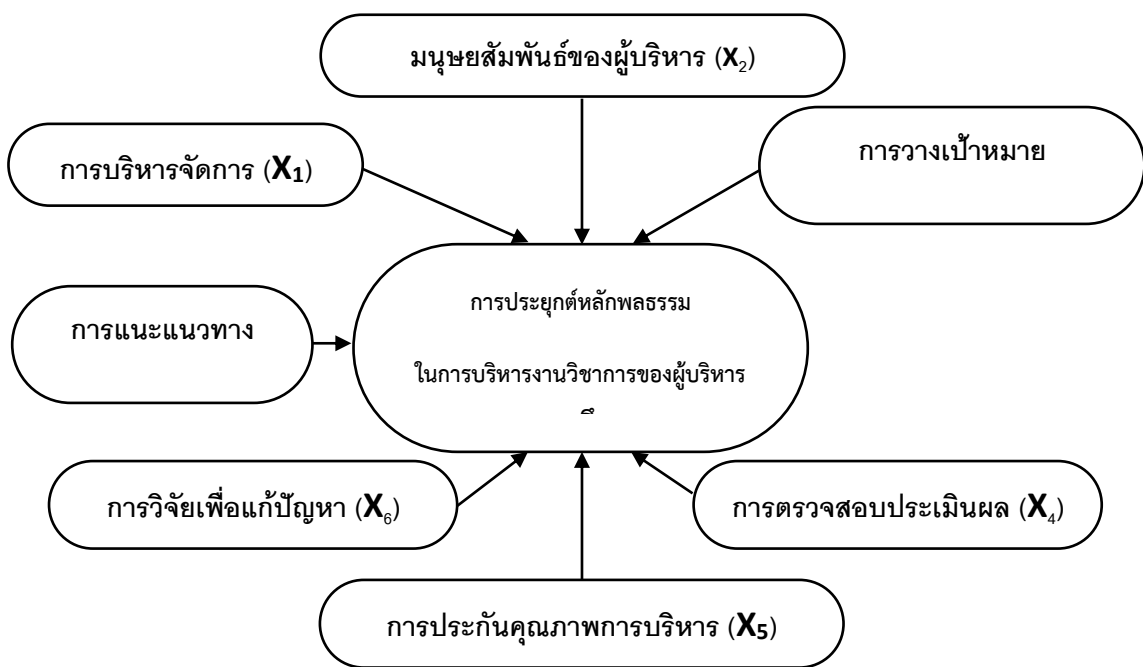 มนุษยสัมพันธ์ของผู้บริหาร (X₂)
การบริหารจัดการ (X₁)
การวางเป้าหมาย
การประยุกต์หลักพลธรรม
การแนะแนวทาง
ในการบริหารงานวิชาการของผู้บริหาร
การวิจัยเพื่อแก้ปัญหา (X₆)
การตรวจสอบประเมินผล (X₄)
การประกันคุณภาพการบริหาร (X₅)